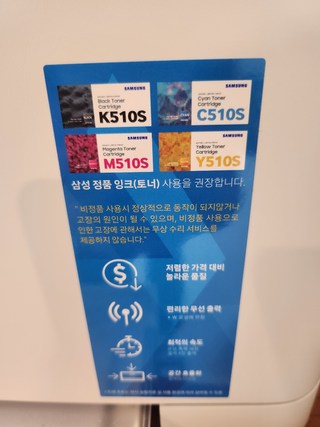 SAMSUNG
Black Toner
Cartridge
K510S
SAMSUNG
Cyan Toner
Cartridge
C510S
SAMSUNG
Magenta Toner
Cartridge
M510S
SAMSUNG
Yellow Toner
Cartridge
Y510S
삼성 정품 잉크(토너) 사용을 권장합니다.
" 비정품 사용시 정상적으로 동작이 되지않거나
고장의 원인이 될 수 있으며, 비정품 사용으로
인한 고장에 관해서는 무상 수리 서비스를
제공하지 않습니다."
저렴한 가격 대비
놀라운 품질
편리한 무선 출력
최적의 속도
공간 효율성